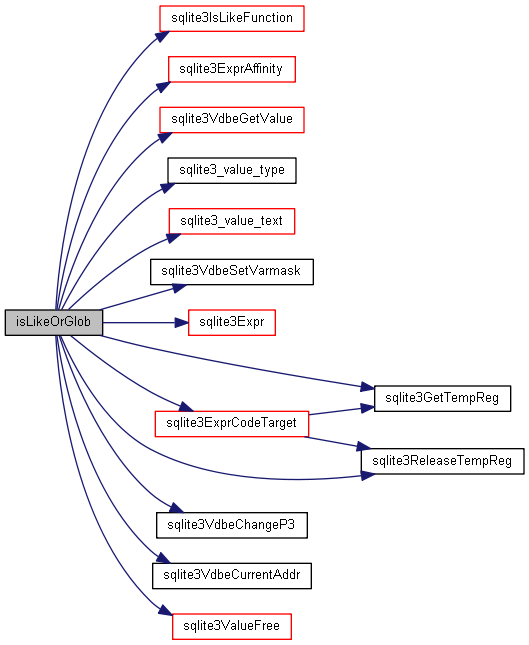 sqlite3IsLikeFunction
sqlite3ExprAffinity
sqlite3VdbeGetValue
sqlite3_value_type
sqlite3_value_text
sqlite3VdbeSetVarmask
isLikeOrGlob
sqlite3Expr
sqlite3GetTempReg
sqlite3ExprCodeTarget
sqlite3ReleaseTempReg
sqlite3VdbeChangeP3
sqlite3VdbeCurrentAddr
sqlite3ValueFree